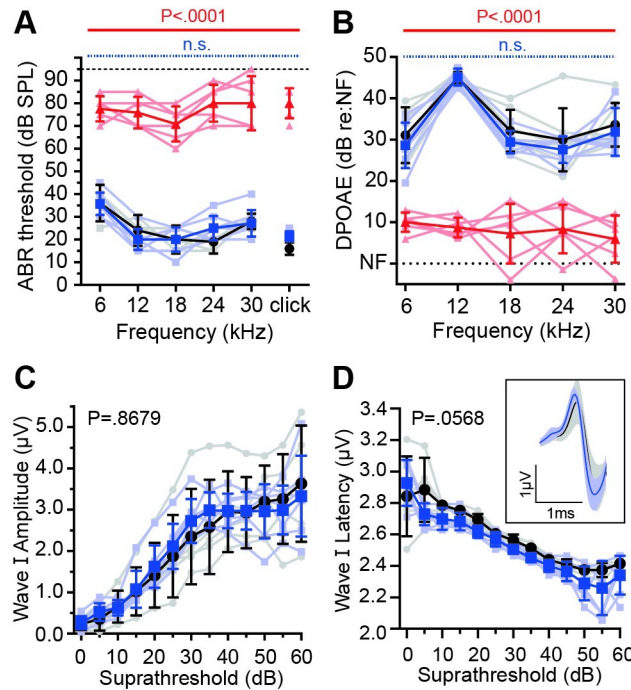 A
P<.0001
n.s.
ABR threshold (dB SPL)
90
80
70
60
50
40
30
20
10
0
6 12 18 24 30 click
Frequency (kHz)
B
P<.0001
n.s.
DPOAE (dB re:NF)
50
40
30
20
10
NF
6 12 18 24 30
Frequency (kHz)
C
P=.8679
Wave I Amplitude (µV)
5.0
4.0
3.0
2.0
1.0
0.0
0 10 20 30 40 50 60
Suprathreshold (dB)
D
P=.0568
Wave I Latency (µV)
3.4
3.2
3.0
2.8
2.6
2.4
2.2
2.0
0 10 20 30 40 50 60
Suprathreshold (dB)
1µV
1ms